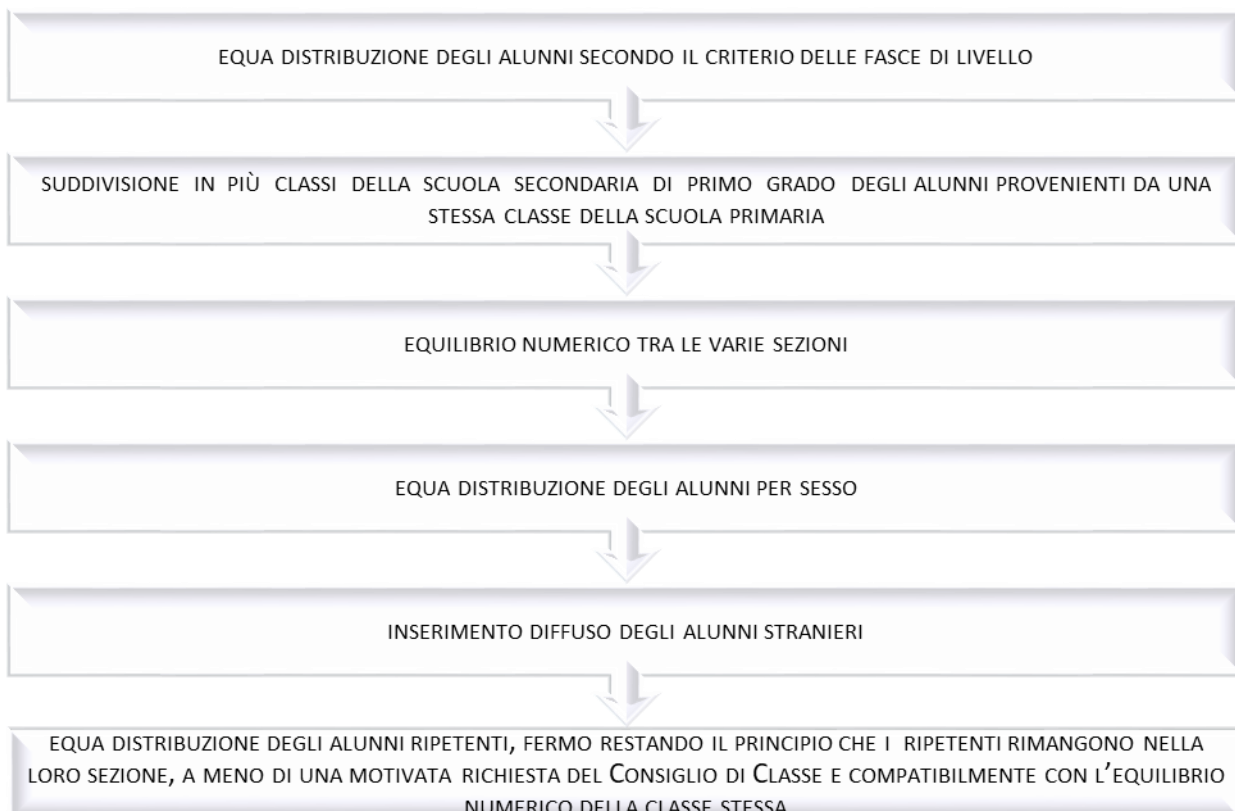 EQUA DISTRIBUZIONE DEGLI ALUNNI SECONDO IL CRITERIO DELLE FASCE DI LIVELLO
SUDDIVISIONE IN PIÙ CLASSI DELLA SCUOLA SECONDARIA DI PRIMO GRADO DEGLI ALUNNI PROVENIENTI DA UNA
STESSA CLASSE DELLA SCUOLA PRIMARIA
EQUILIBRIO NUMERICO TRA LE VARIE SEZIONI
EQUA DISTRIBUZIONE DEGLI ALUNNI PER SESSO
INSERIMENTO DIFFUSO DEGLI ALUNNI STRANIERI
EQUA DISTRIBUZIONE DEGLI ALUNNI RIPETENTI, FERMO RESTANDO IL PRINCIPIO CHE I RIPETENTI RIMANGONO NELLA
LORO SEZIONE, A MENO DI UNA MOTIVATA RICHIESTA DEL CONSIGLIO DI CLASSE E COMPATIBILMENTE CON L'EQUILIBRIO
NUMERICO DELLA CLASSE STESSA